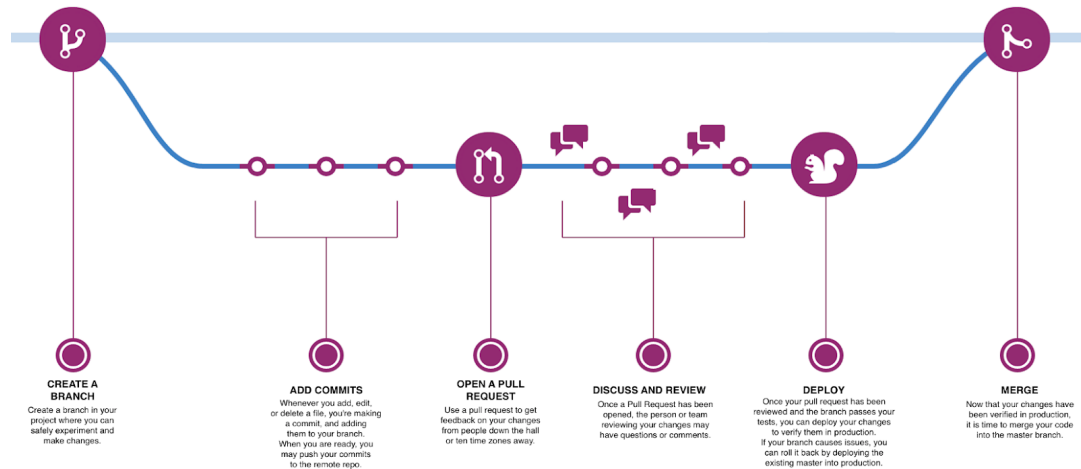 CREATE A
BRANCH
Create a branch in your
project where you can
safely experiment and
make changes.
ADD COMMITS
Whenever you add, edit,
or delete a file, you're making
a commit, and adding
them to your branch.
When you are ready, you
may push your commits
to the remote repo.
OPEN A PULL
REQUEST
Use a pull request to get
feedback on your changes
from people down the hall
or ten time zones away.
DISCUSS AND REVIEW
Once a Pull Request has been
opened, the person or team
reviewing your changes may
have questions or comments.
DEPLOY
Once your pull request has been
reviewed and the branch passes your
tests, you can deploy your changes
to verify them in production.
If your branch causes issues, you
can roll it back by deploying the
existing master into production.
MERGE
Now that your changes have
been verified in production,
it is time to merge your code
into the master branch.